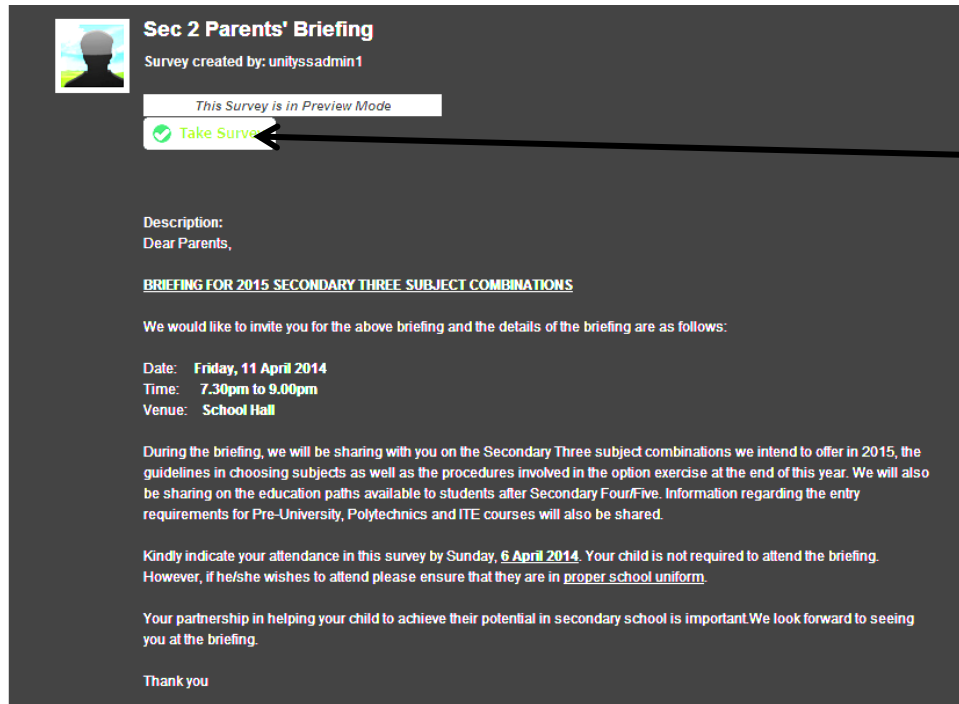 Sec 2 Parents' Briefing
Survey created by: unityssadmin1
This Survey is in Preview Mode
Take Survey
Description:
Dear Parents,
BRIEFING FOR 2015 SECONDARY THREE SUBJECT COMBINATIONS
We would like to invite you for the above briefing and the details of the briefing are as follows:
Date: Friday, 11 April 2014
Time: 7.30pm to 9.00pm
Venue: School Hall
During the briefing, we will be sharing with you on the Secondary Three subject combinations we intend to offer in 2015, the
guidelines in choosing subjects as well as the procedures involved in the option exercise at the end of this year. We will also
be sharing on the education paths available to students after Secondary Four/Five. Information regarding the entry
requirements for Pre-University, Polytechnics and ITE courses will also be shared.
Kindly indicate your attendance in this survey by Sunday, 6 April 2014. Your child is not required to attend the briefing.
However, if he/she wishes to attend please ensure that they are in proper school uniform.
Your partnership in helping your child to achieve their potential in secondary school is important.We look forward to seeing
you at the briefing.
Thank you